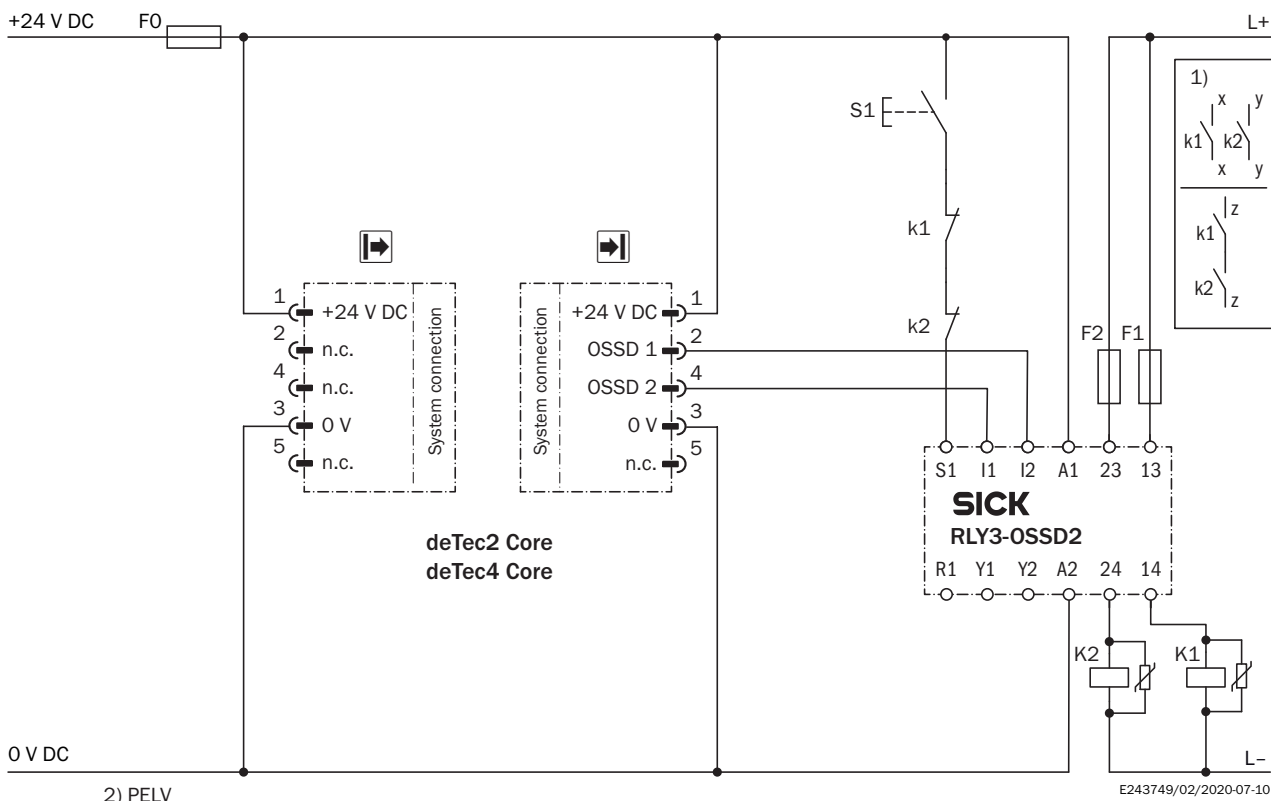 +24 V DC
F0
L+
1)
x y
k1 k2
x y
z
k1
k2
z
S1
k1
k2
F2 F1
1 +24 V DC
2 n.c.
4 n.c.
3 0 V
5 n.c.
System connection
System connection
+24 V DC 1
OSSD 1 2
OSSD 2 4
0 V 3
n.c. 5
deTec2 Core
deTec4 Core
S1 I1 I2 A1 23 13
SICK
RLY3-OSSD2
R1 Y1 Y2 A2 24 14
K2 K1
0 V DC
L–
2) PELV
E243749/02/2020-07-10